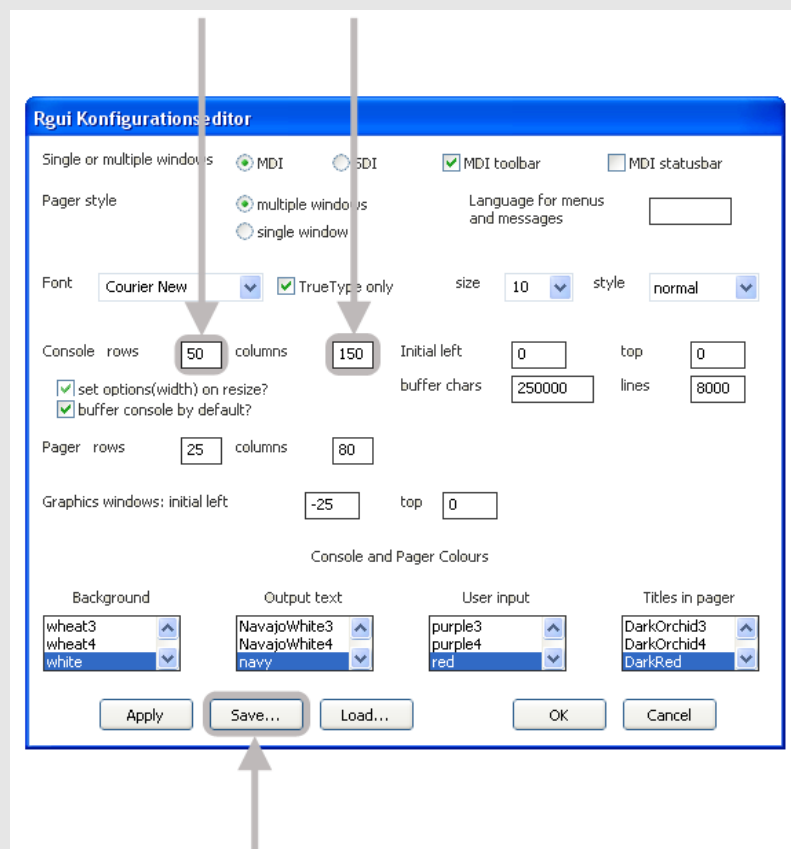 Rgui Konfigurationseditor
Single or multiple windows MDI SDI MDI toolbar MDI statusbar
Pager style multiple windows Language for menus
and messages
single window
Font Courier New TrueType only size 10 style normal
Console rows 50 columns 150 Initial left 0 top 0
set options(width) on resize? buffer chars 250000 lines 8000
buffer console by default?
Pager rows 25 columns 80
Graphics windows: initial left -25 top 0
Console and Pager Colours
Background Output text User input Titles in pager
wheat3 NavajoWhite3 purple3 DarkOrchid3
wheat4 NavajoWhite4 purple4 DarkOrchid4
white navy red DarkRed
Apply Save... Load... OK Cancel